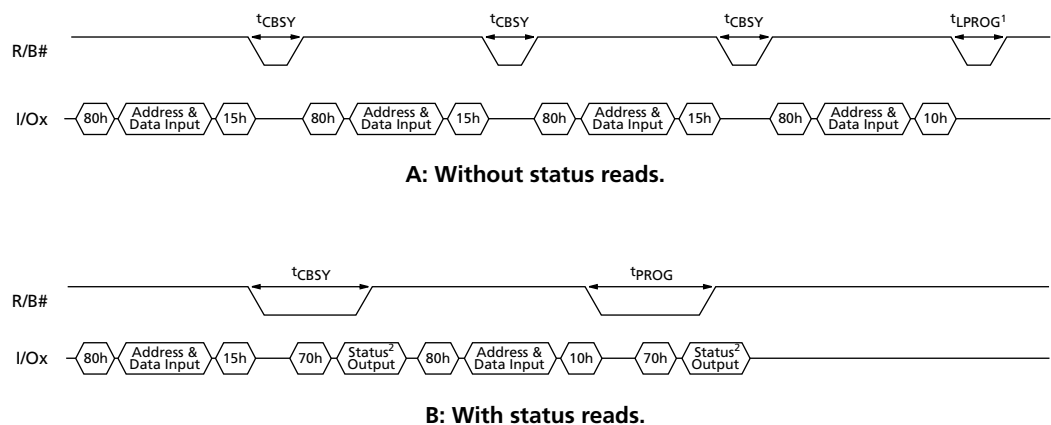 tCBSY tCBSY tCBSY tLPROG1
R/B#
I/Ox 80h Address & Data Input 15h 80h Address & Data Input 15h 80h Address & Data Input 15h 80h Address & Data Input 10h
A: Without status reads.
tCBSY tPROG
R/B#
I/Ox 80h Address & Data Input 15h 70h Status2 Output 80h Address & Data Input 10h 70h Status2 Output
B: With status reads.